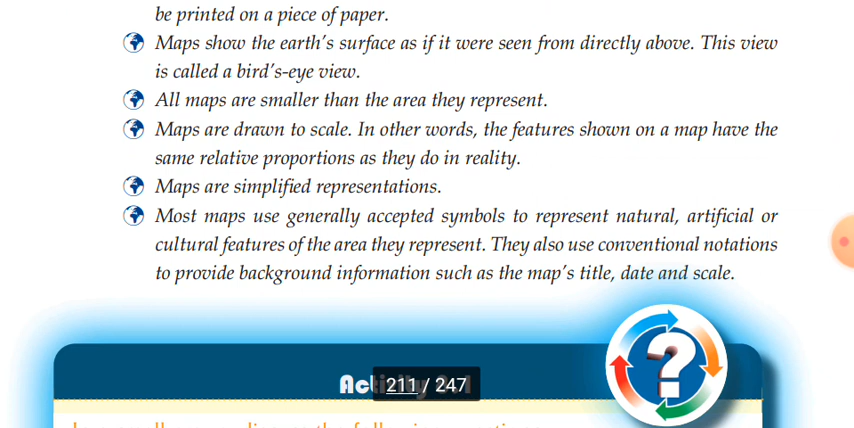 be printed on a piece of paper.
Maps show the earth's surface as if it were seen from directly above. This view
is called a bird's-eye view.
All maps are smaller than the area they represent.
Maps are drawn to scale. In other words, the features shown on a map have the
same relative proportions as they do in reality.
Maps are simplified representations.
Most maps use generally accepted symbols to represent natural, artificial or
cultural features of the area they represent. They also use conventional notations
to provide background information such as the map's title, date and scale.
?
211 / 247